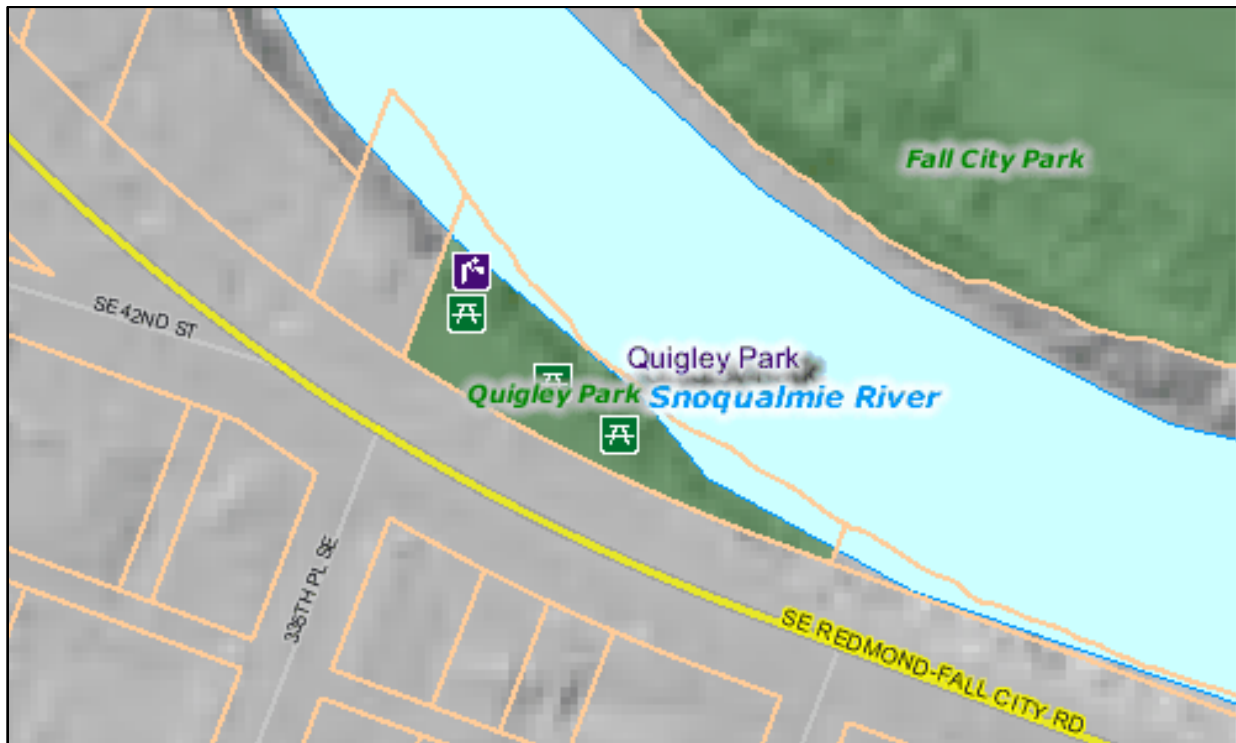 Fall City Park
SE 42ND ST
Quigley Park
Quigley Park
Snoqualmie River
336TH PL SE
SE REDMOND-FALL CITY RD